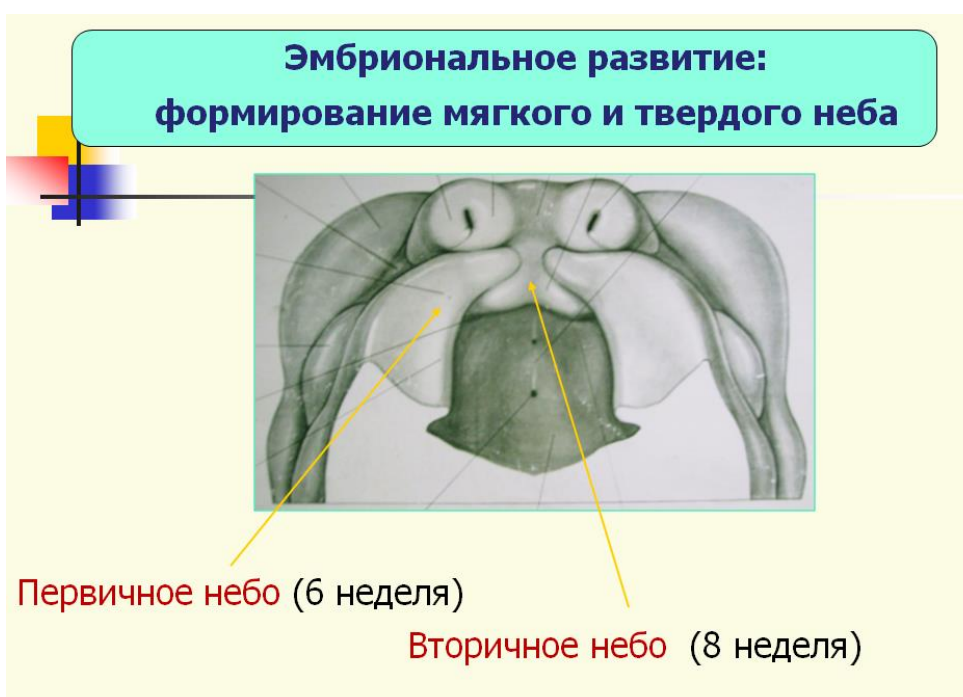 Эмбриональное развитие:
формирование мягкого и твердого неба
Первичное небо (6 неделя)
Вторичное небо (8 неделя)